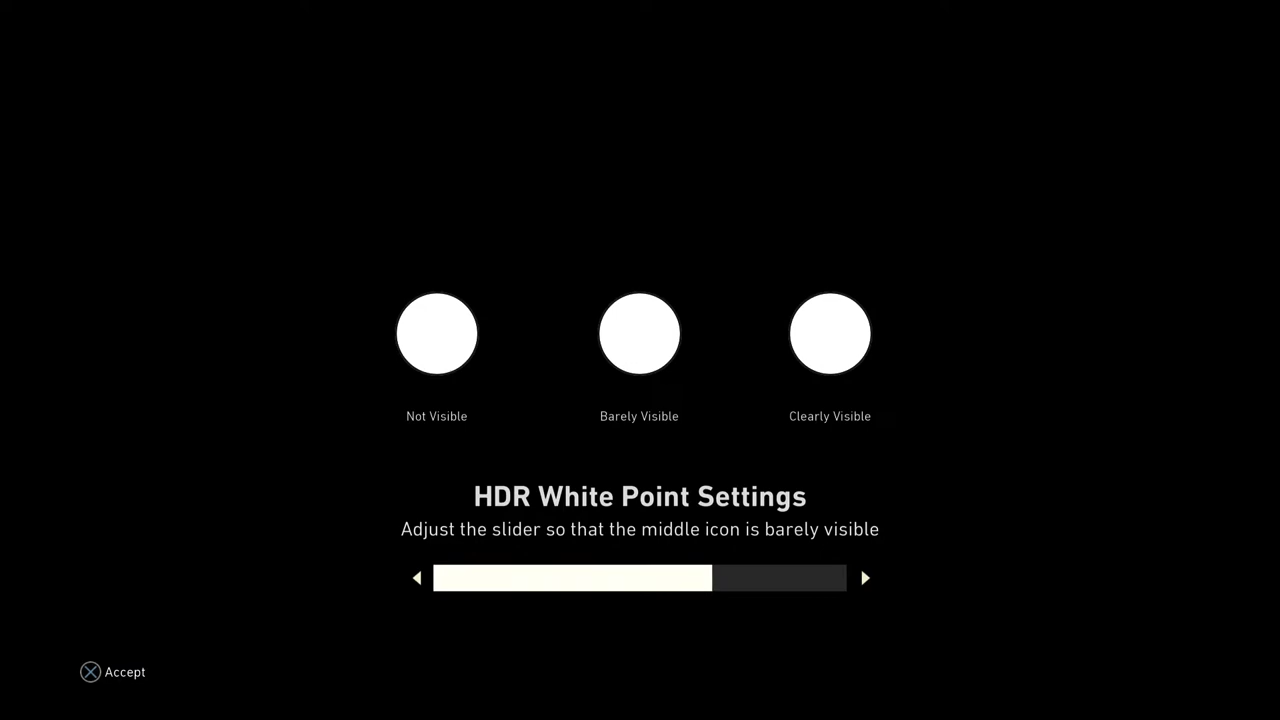 Not Visible
Barely Visible
Clearly Visible
HDR White Point Settings
Adjust the slider so that the middle icon is barely visible
Accept